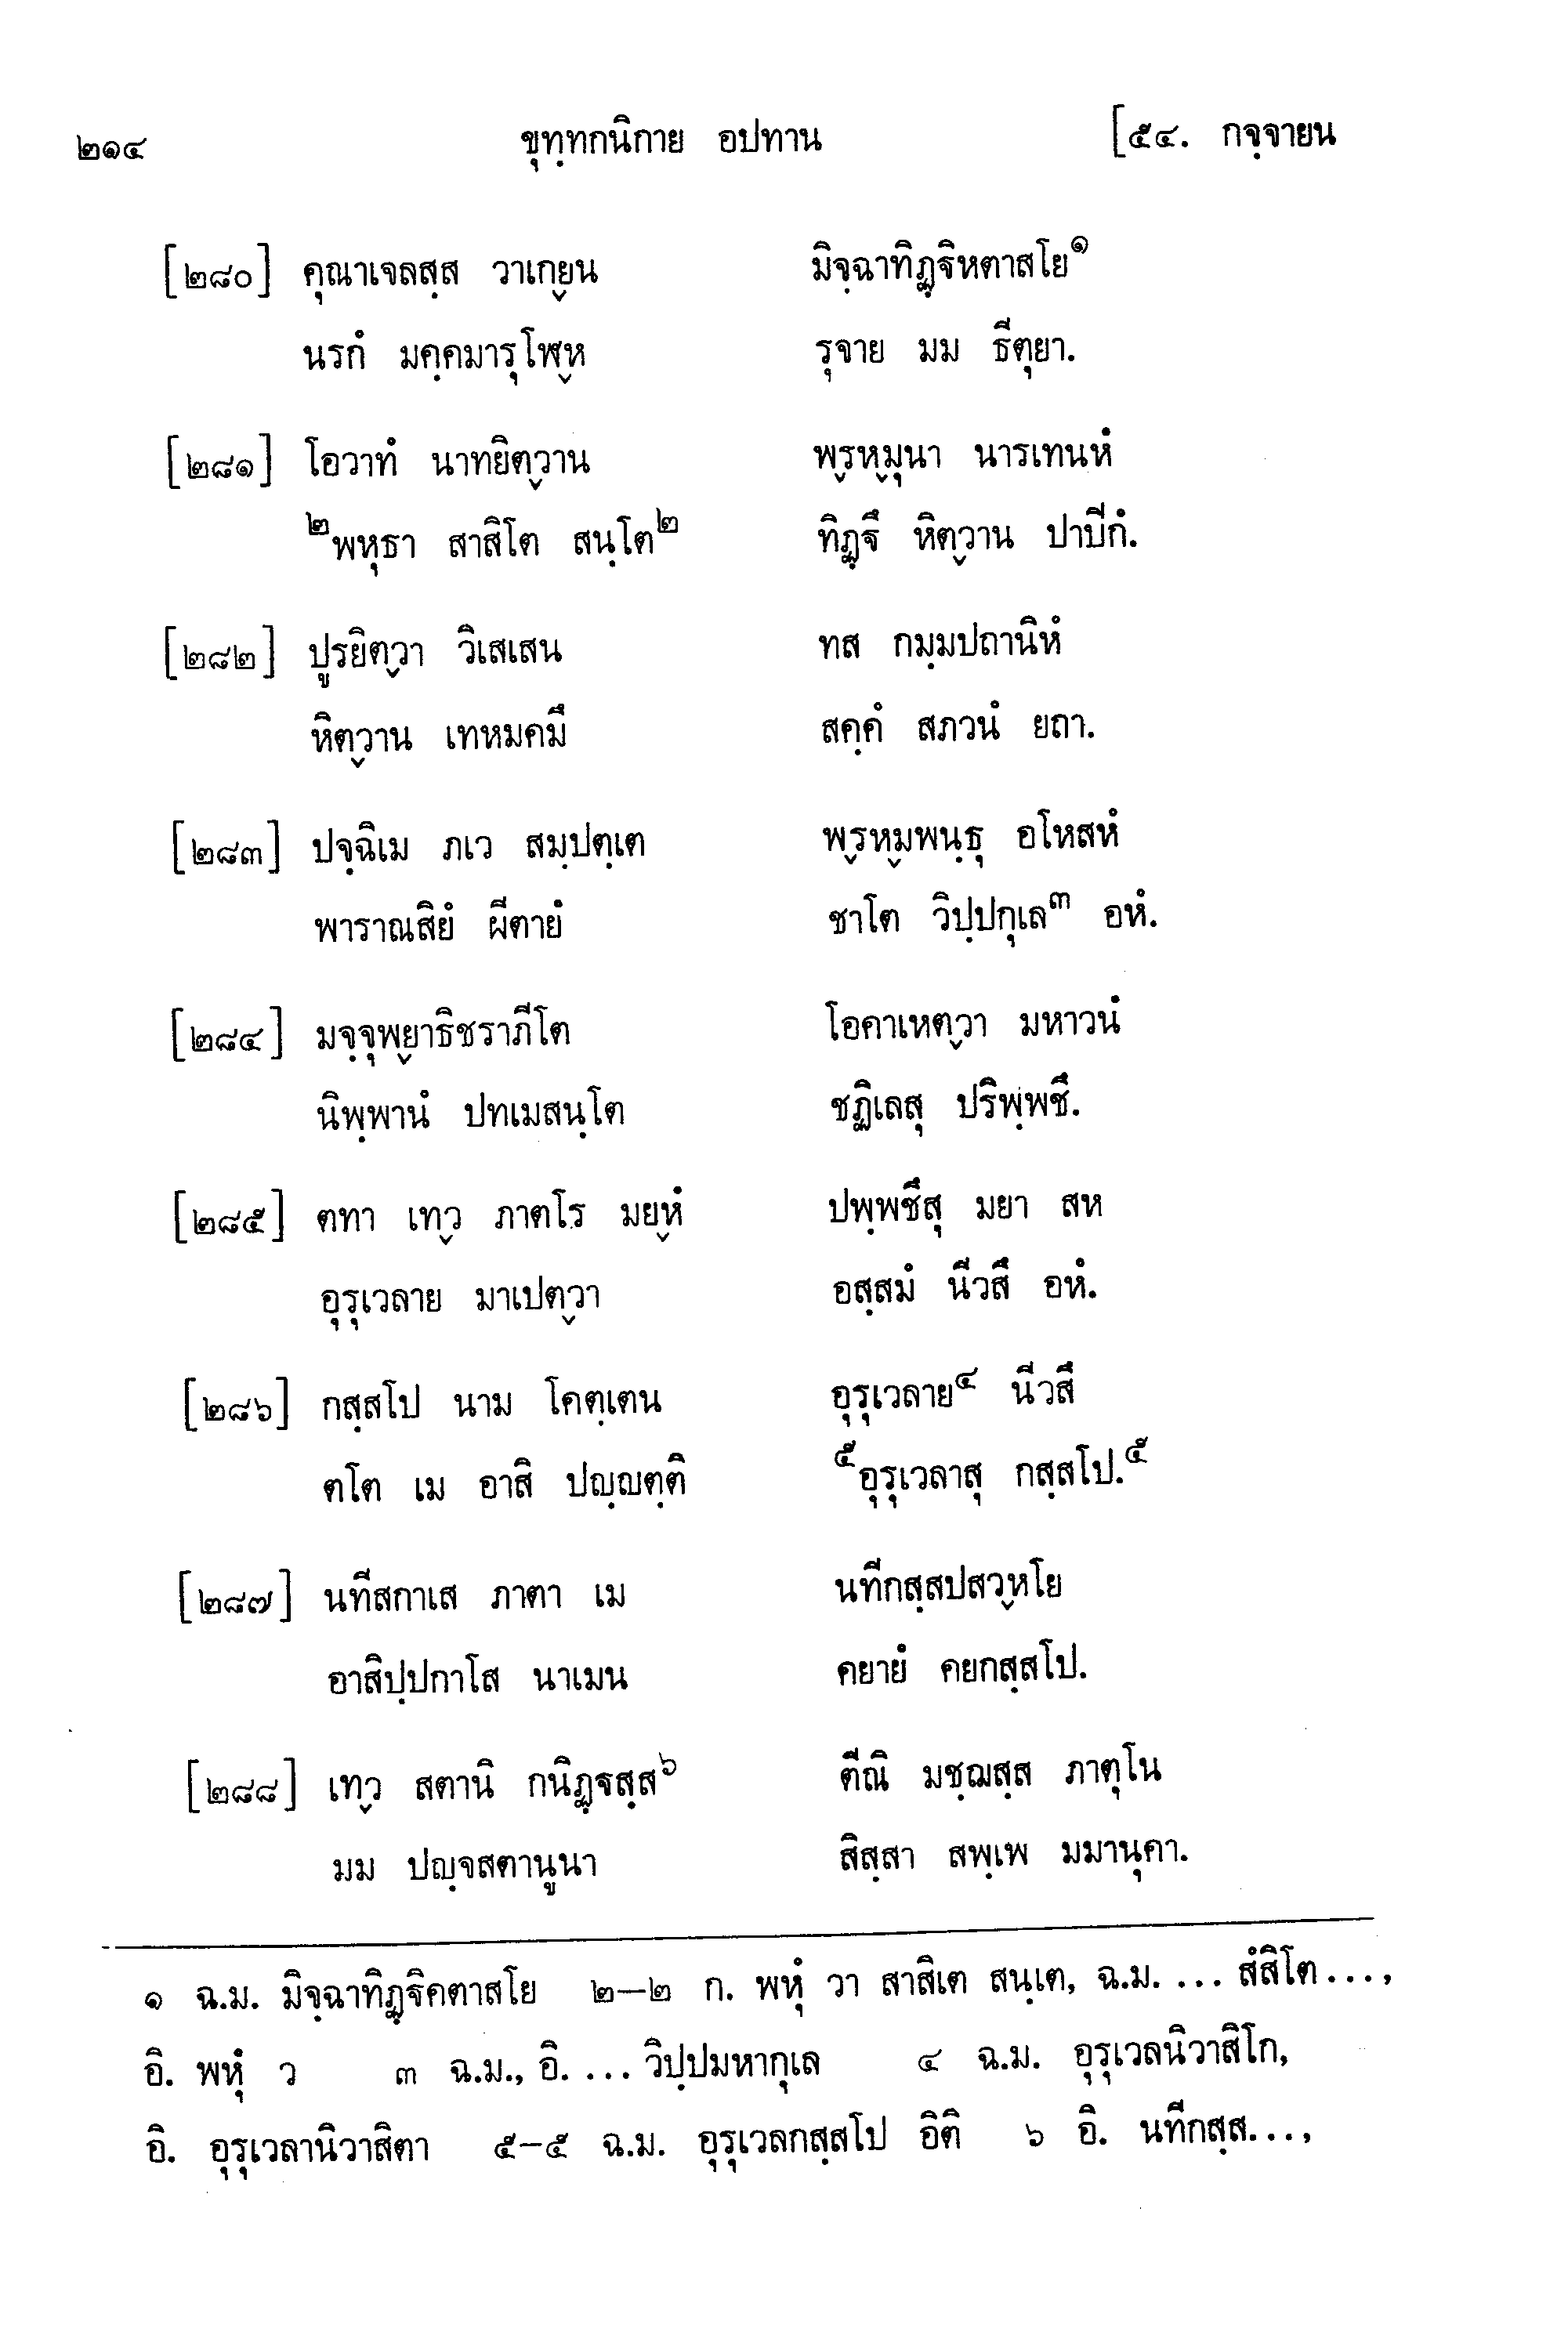 ๒๑๔ ขุทฺทกนิกาย อปทาน [๕๔. กจฺจายน
[๒๘๐] คุณาเจลสฺส วาเกฺยน มิจฺฉาทิฏฺฐิหตาสโย๑
นรกํ มคฺคมารุโฬฺห รุจาย มม ธีตุยา.
[๒๘๑] โอวาทํ นาทยิตฺวาน พฺรหฺมุนา นารเทนหํ
๒พหุธา สาสิโต สนฺโต๒ ทิฏฺฐึ หิตฺวาน ปาปิกํ.
[๒๘๒] ปูรยิตฺวา วิเสเสน ทส กมฺมปถานิหํ
หิตฺวาน เทหมคมึ สคฺคํ สภวนํ ยถา.
[๒๘๓] ปจฺฉิเม ภเว สมฺปตฺเต พฺรหฺมพนฺธุ อโหสหํ
พาราณสิยํ ผีตายํ ชาโต วิปฺปกุเล๓ อหํ.
[๒๘๔] มจฺจุพฺยาธิชราภีโต โอคาเหตฺวา มหาวนํ
นิพฺพานํ ปทเมสนฺโต ชฏิเลสุ ปริพฺพชึ.
[๒๘๕] ตทา เทฺว ภาตโร มยฺหํ ปพฺพชึสุ มยา สห
อุรุเวลาย มาเปตฺวา อสฺสมํ นิวสึ อหํ.
[๒๘๖] กสฺสโป นาม โคตฺเตน อุรุเวลาย๔ นิวสึ
ตโต เม อาสิ ปญฺญตฺติ ๕อุรุเวลาสุ กสฺสโป.๕
[๒๘๗] นทีสกาเส ภาตา เม นทีกสฺสปสวฺหโย
อาสิปฺปกาโส นาเมน คยายํ คยกสฺสโป.
[๒๘๘] เทฺว สตานิ กนิฏฺฐสฺส๖ ตีณิ มชฺฌสฺส ภาตุโน
มม ปญฺจสตานูนา สิสฺสา สพฺเพ มมานุคา.
๑ ฉ.ม. มิจฺฉาทิฏฺฐิคตาสโย ๒—๒ ก. พหุํ วา สาสิเต สนฺเต, ฉ.ม. ... สํสิโต...,
อิ. พหุํ ว ๓ ฉ.ม., อิ. ... วิปฺปมหากุเล ๔ ฉ.ม. อุรุเวลนิวาสิโก,
อิ. อุรุเวลานิวาสิตา ๕—๕ ฉ.ม. อุรุเวลกสฺสโป อิติ ๖ อิ. นทีกสฺส...,